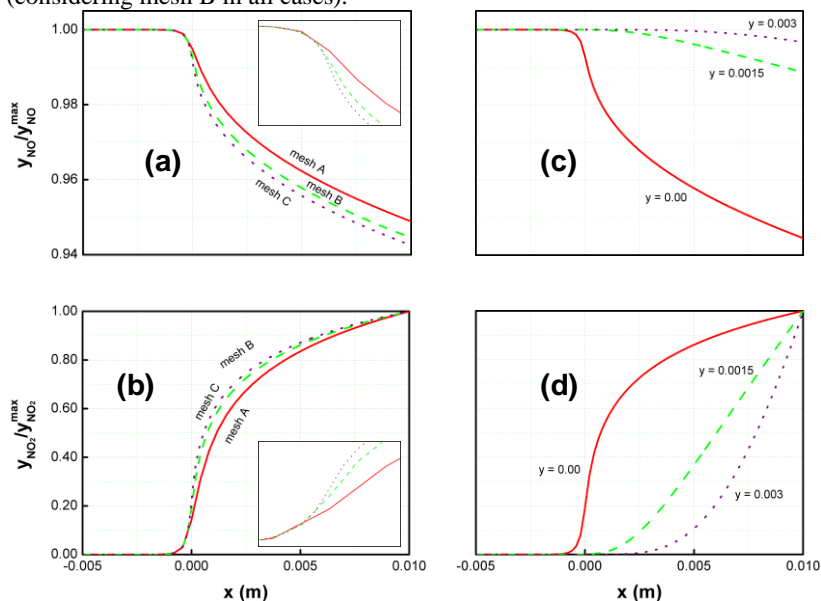 (considering mesh B in all cases).
1.00
0.98
0.96
0.94
y_NO/y_NO^max
(a)
mesh A
mesh B
mesh C
(c)
y = 0.003
y = 0.0015
y = 0.00
1.00
0.80
0.60
0.40
0.20
0.00
y_NO₂/y_NO₂^max
(b)
mesh B
mesh C
mesh A
-0.005
0.000
0.005
0.010
x (m)
(d)
y = 0.0015
y = 0.00
y = 0.003
-0.005
0.000
0.005
0.010
x (m)